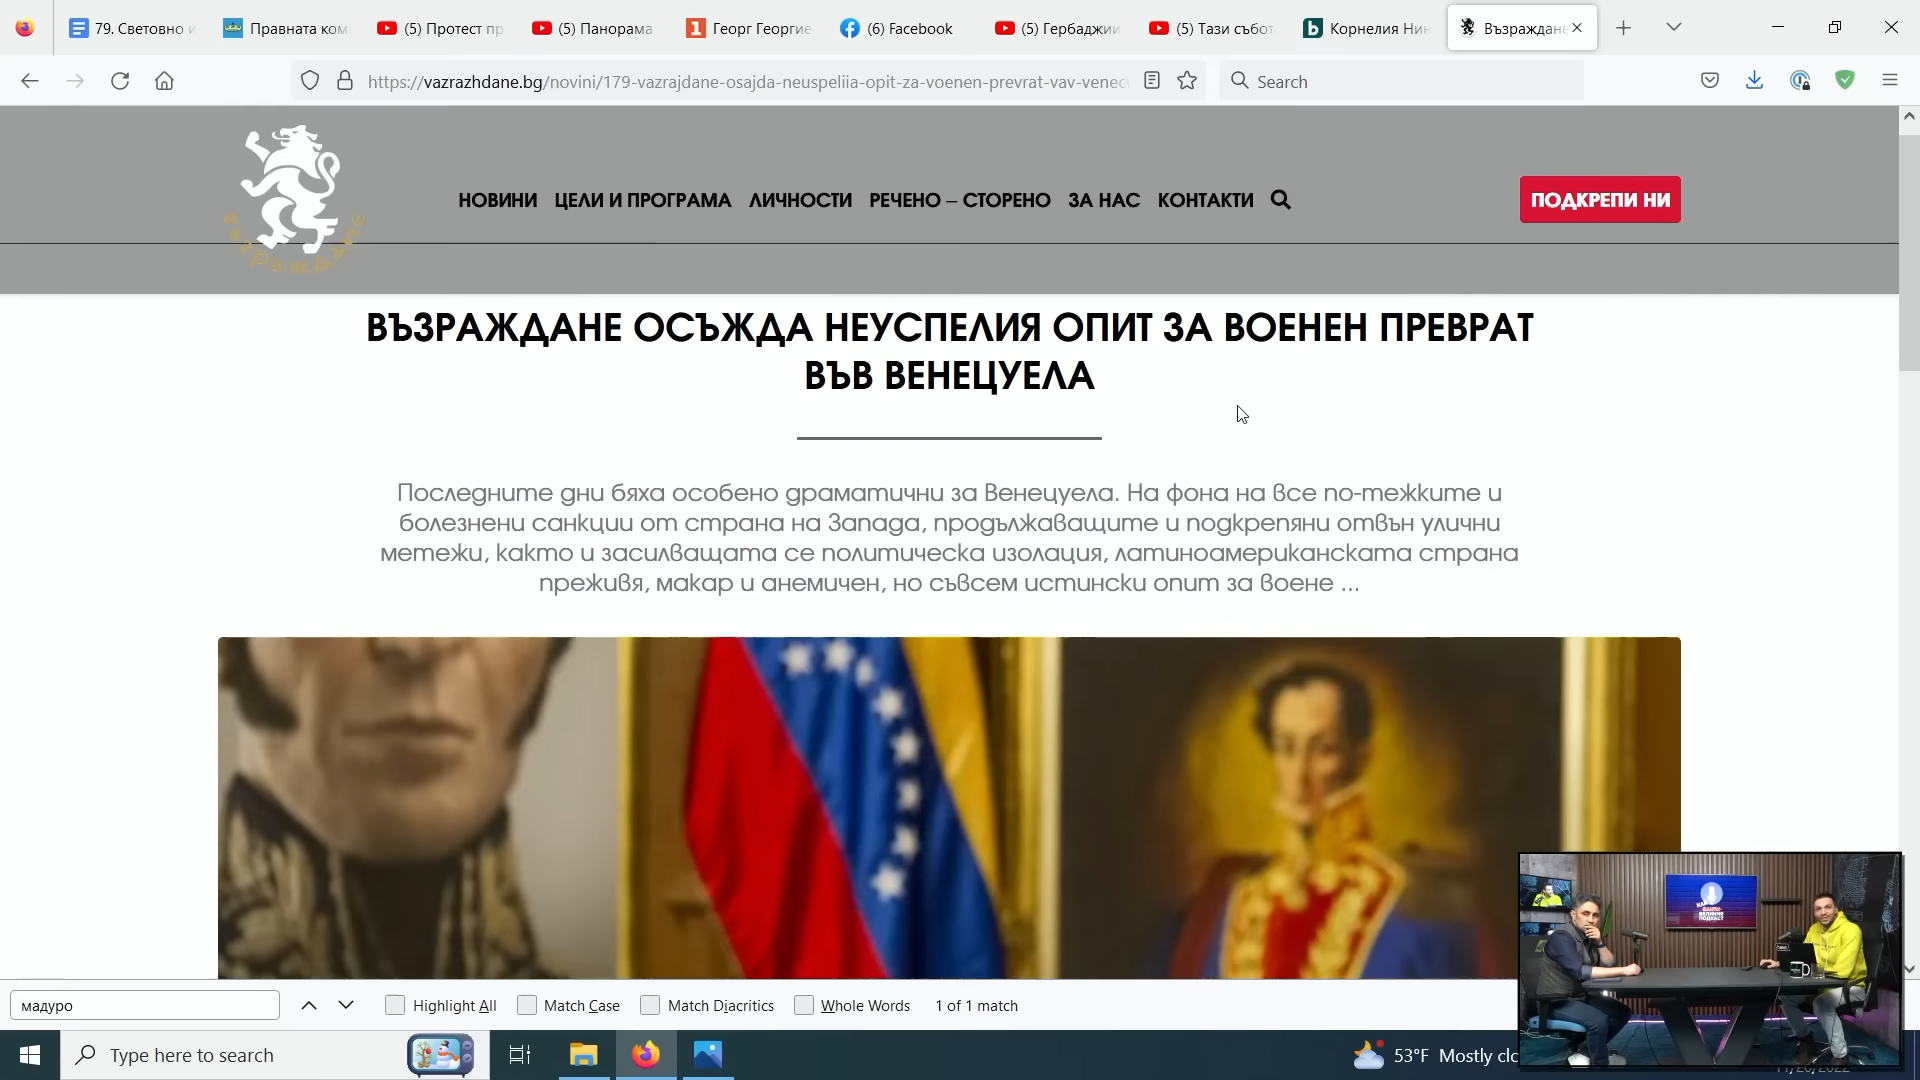 79. Световно и
Правната ком
(5) Протест пр
(5) Панорама
Георг Георгие
(6) Facebook
(5) Гербаджии
(5) Тази събот
Корнелия Нин
Възраждане
https://vazrazhdane.bg/novini/179-vazrajdane-osajda-neuspeliia-opit-za-voenen-prevrat-vav-venecu
Search
Възраждане
НОВИНИ ЦЕЛИ И ПРОГРАМА ЛИЧНОСТИ РЕЧЕНО – СТОРЕНО ЗА НАС КОНТАКТИ
ПОДКРЕПИ НИ
ВЪЗРАЖДАНЕ ОСЪЖДА НЕУСПЕЛИЯ ОПИТ ЗА ВОЕНЕН ПРЕВРАТ
ВЪВ ВЕНЕЦУЕЛА
Последните дни бяха особено драматични за Венецуела. На фона на все по-тежките и
болезнени санкции от страна на Запада, продължаващите и подкрепяни отвън улични
метежи, както и засилващата се политическа изолация, латиноамериканската страна
преживя, макар и анемичен, но съвсем истински опит за воене ...
мадуро
Highlight All
Match Case
Match Diacritics
Whole Words
1 of 1 match
ВЕЛИКИЯ
ПОДКАСТ
Type here to search
53°F Mostly clo